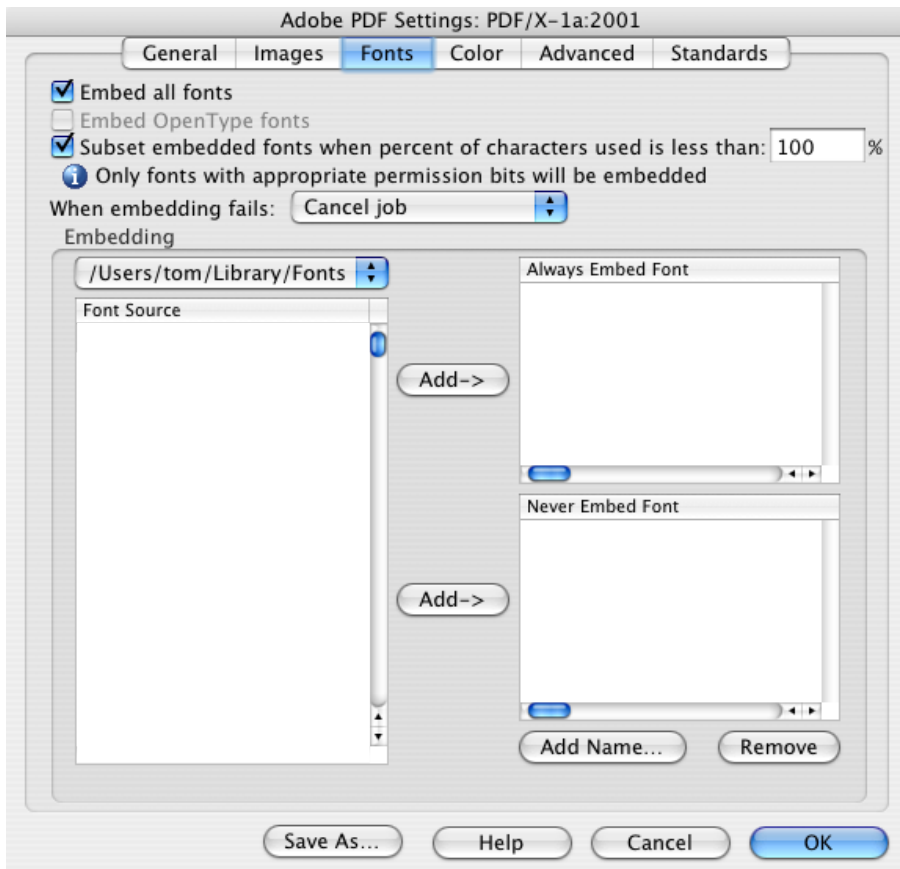 Adobe PDF Settings: PDF/X-1a:2001
General Images Fonts Color Advanced Standards
Embed all fonts
Embed OpenType fonts
Subset embedded fonts when percent of characters used is less than: 100 %
Only fonts with appropriate permission bits will be embedded
When embedding fails: Cancel job
Embedding
/Users/tom/Library/Fonts
Always Embed Font
Font Source
Add->
Never Embed Font
Add->
Add Name... Remove
Save As... Help Cancel OK